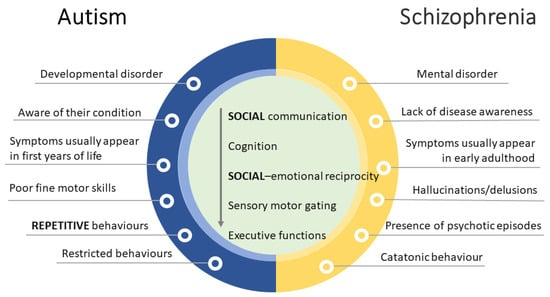 Autism
Schizophrenia
Developmental disorder
Aware of their condition
Symptoms usually appear
in first years of life
Poor fine motor skills
REPETITIVE behaviours
Restricted behaviours
SOCIAL communication
Cognition
SOCIAL–emotional reciprocity
Sensory motor gating
Executive functions
Mental disorder
Lack of disease awareness
Symptoms usually appear
in early adulthood
Hallucinations/delusions
Presence of psychotic episodes
Catatonic behaviour